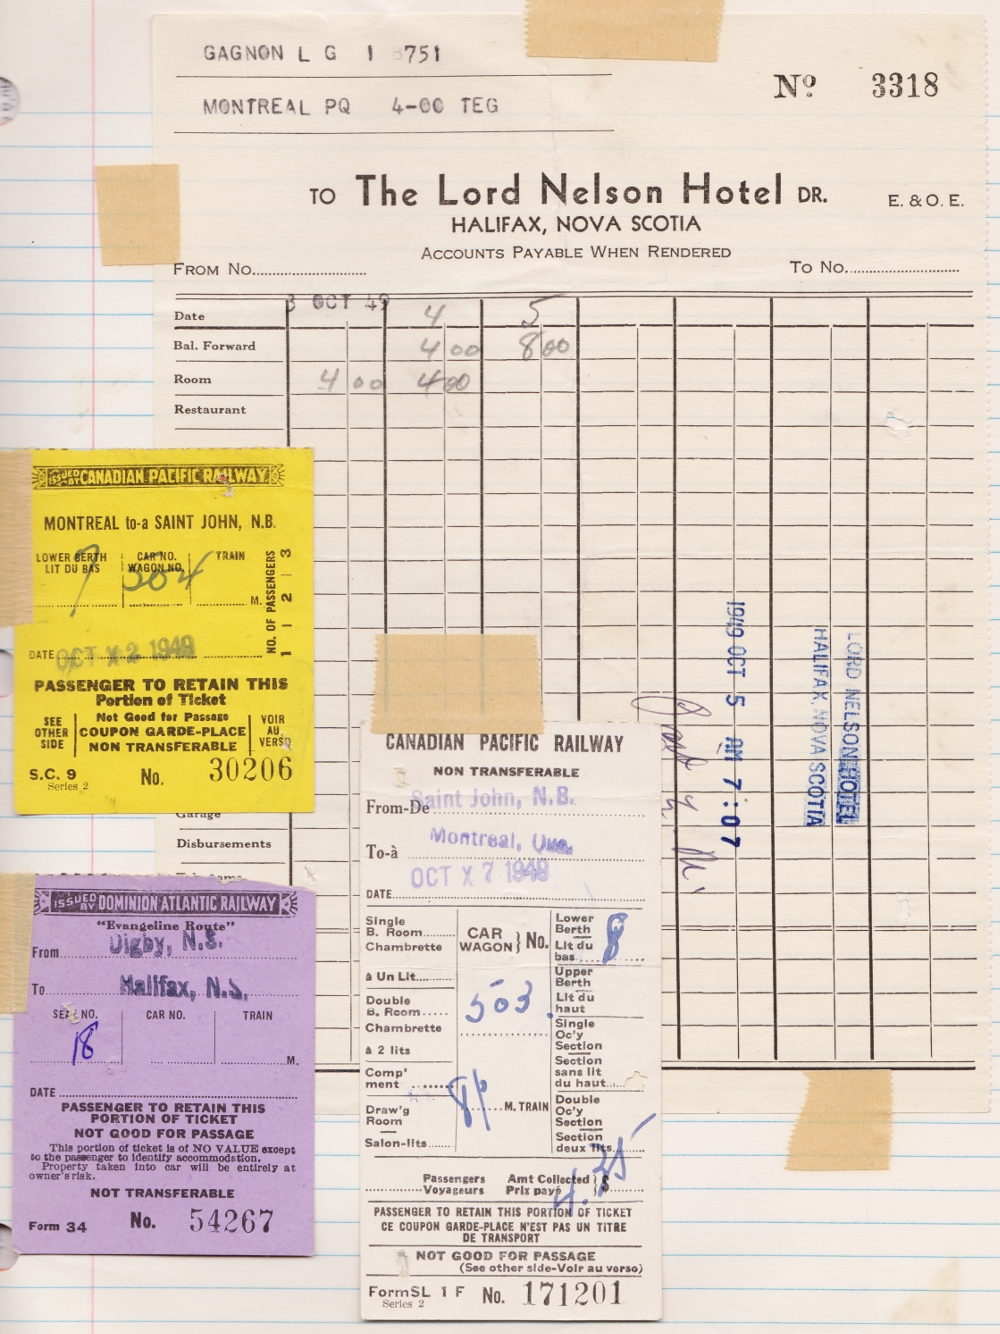 GAGNON L G 1 8751
MONTREAL PQ 4-00 TEG
Nº 3318
TO The Lord Nelson Hotel DR.
E. & O. E.
HALIFAX, NOVA SCOTIA
ACCOUNTS PAYABLE WHEN RENDERED
FROM No.
To No.
Date 3 OCT 49 4 5
Bal. Forward 4 00 8 00
Room 4 00 4 00
Restaurant
Garage
Disbursements
1949 OCT 5 AM 7:07
LORD NELSON HOTEL
HALIFAX, NOVA SCOTIA
ISSUED BY CANADIAN PACIFIC RAILWAY
MONTREAL to-a SAINT JOHN, N.B.
LOWER BERTH
LIT DU BAS
7
CAR NO.
WAGON NO.
504
TRAIN
M.
NO. OF PASSENGERS
1 | 2 | 3
DATE OCT X 2 1949
PASSENGER TO RETAIN THIS
Portion of Ticket
SEE OTHER SIDE
Not Good for Passage
COUPON GARDE-PLACE
NON TRANSFERABLE
VOIR AU VERSO
S.C. 9
Series 2
No. 30206
ISSUED BY DOMINION ATLANTIC RAILWAY
"Evangeline Route"
From Digby, N.S.
To Halifax, N.S.
SEAT NO. CAR NO. TRAIN
18
M.
DATE
PASSENGER TO RETAIN THIS
PORTION OF TICKET
NOT GOOD FOR PASSAGE
This portion of ticket is of NO VALUE except
to the passenger to identify accommodation.
Property taken into car will be entirely at
owner's risk.
NOT TRANSFERABLE
Form 34 No. 54267
CANADIAN PACIFIC RAILWAY
NON TRANSFERABLE
From-De Saint John, N.B.
To-à Montreal, Que.
OCT X 7 1949
DATE
Single
B. Room
Chambrette
à Un Lit
Double
B. Room
Chambrette
à 2 lits
Comp'
ment
Draw'g
Room
Salon-lits
CAR
WAGON } No.
503
8 M. TRAIN
Lower
Berth
Lit du
bas
8
Upper
Berth
Lit du
haut
Single
Oc'y
Section
Section
sans lit
du haut
Double
Oc'y
Section
Section
deux lits
Passengers
Voyageurs
Amt Collected
Prix payé } $
4.25
PASSENGER TO RETAIN THIS PORTION OF TICKET
CE COUPON GARDE-PLACE N'EST PAS UN TITRE
DE TRANSPORT
NOT GOOD FOR PASSAGE
(See other side-Voir au verso)
Form SL 1 F
Series 2
No. 171201